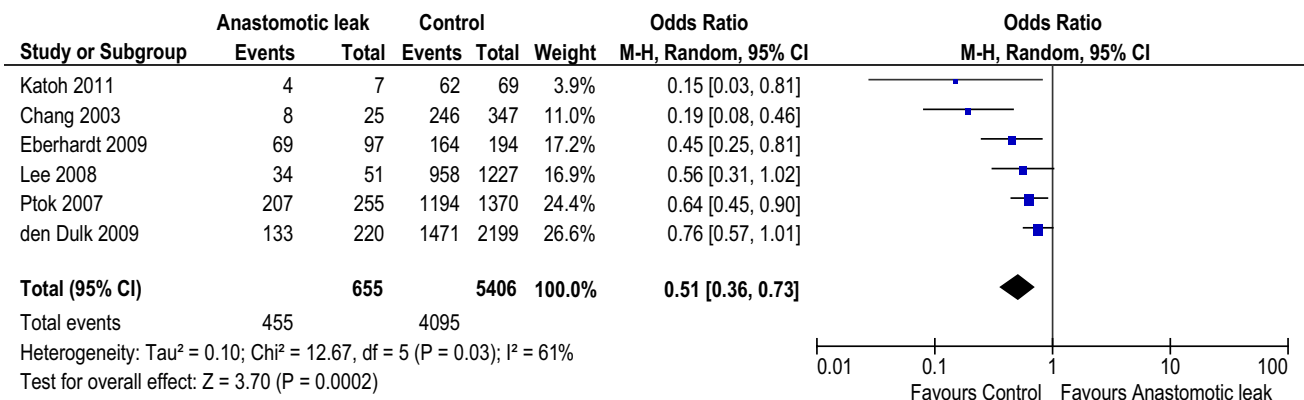 Anastomotic leak Control Odds Ratio Odds Ratio
Study or Subgroup Events Total Events Total Weight M-H, Random, 95% CI M-H, Random, 95% CI
Katoh 2011 4 7 62 69 3.9% 0.15 [0.03, 0.81]
Chang 2003 8 25 246 347 11.0% 0.19 [0.08, 0.46]
Eberhardt 2009 69 97 164 194 17.2% 0.45 [0.25, 0.81]
Lee 2008 34 51 958 1227 16.9% 0.56 [0.31, 1.02]
Ptok 2007 207 255 1194 1370 24.4% 0.64 [0.45, 0.90]
den Dulk 2009 133 220 1471 2199 26.6% 0.76 [0.57, 1.01]
Total (95% CI) 655 5406 100.0% 0.51 [0.36, 0.73]
Total events 455 4095
Heterogeneity: Tau² = 0.10; Chi² = 12.67, df = 5 (P = 0.03); I² = 61%
Test for overall effect: Z = 3.70 (P = 0.0002)
0.01 0.1 1 10 100
Favours Control Favours Anastomotic leak